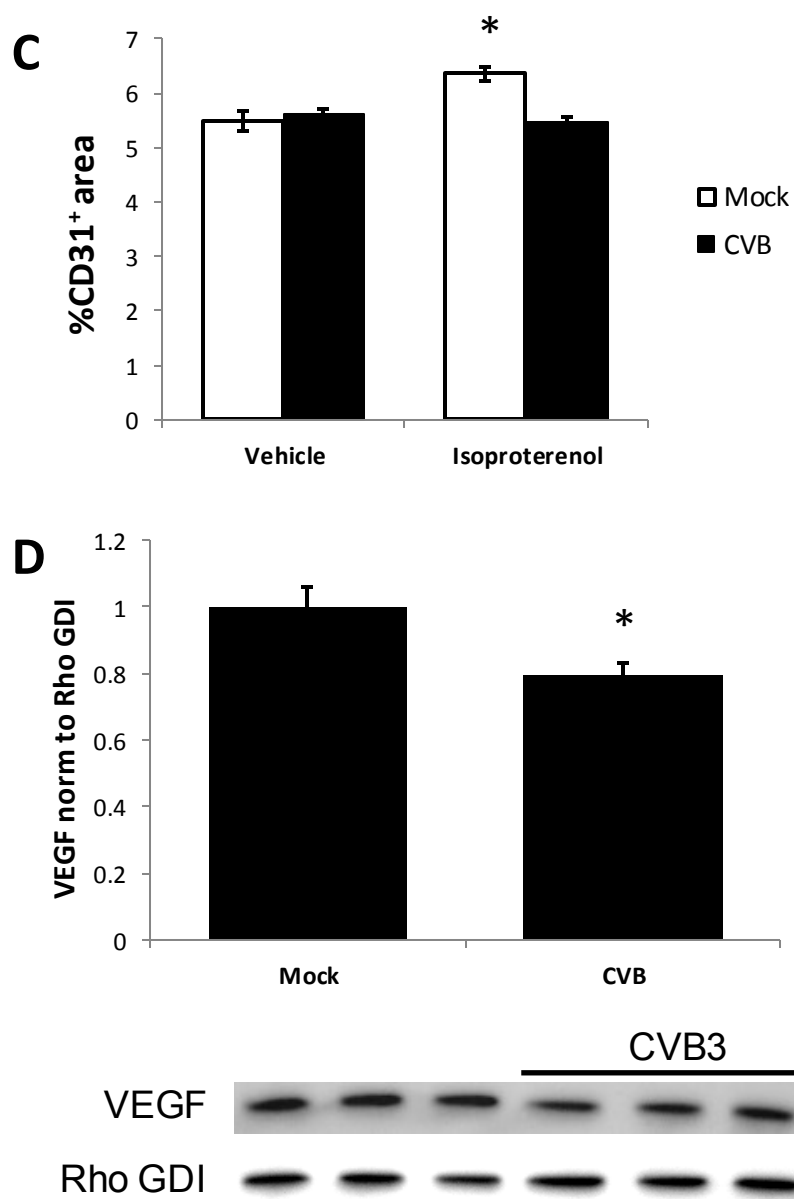 C
*
7
6
5
4
3
2
1
0
%CD31⁺ area
Mock
CVB
Vehicle Isoproterenol
D
1.2
1
0.8
0.6
0.4
0.2
0
VEGF norm to Rho GDI
*
Mock CVB
CVB3
VEGF
Rho GDI